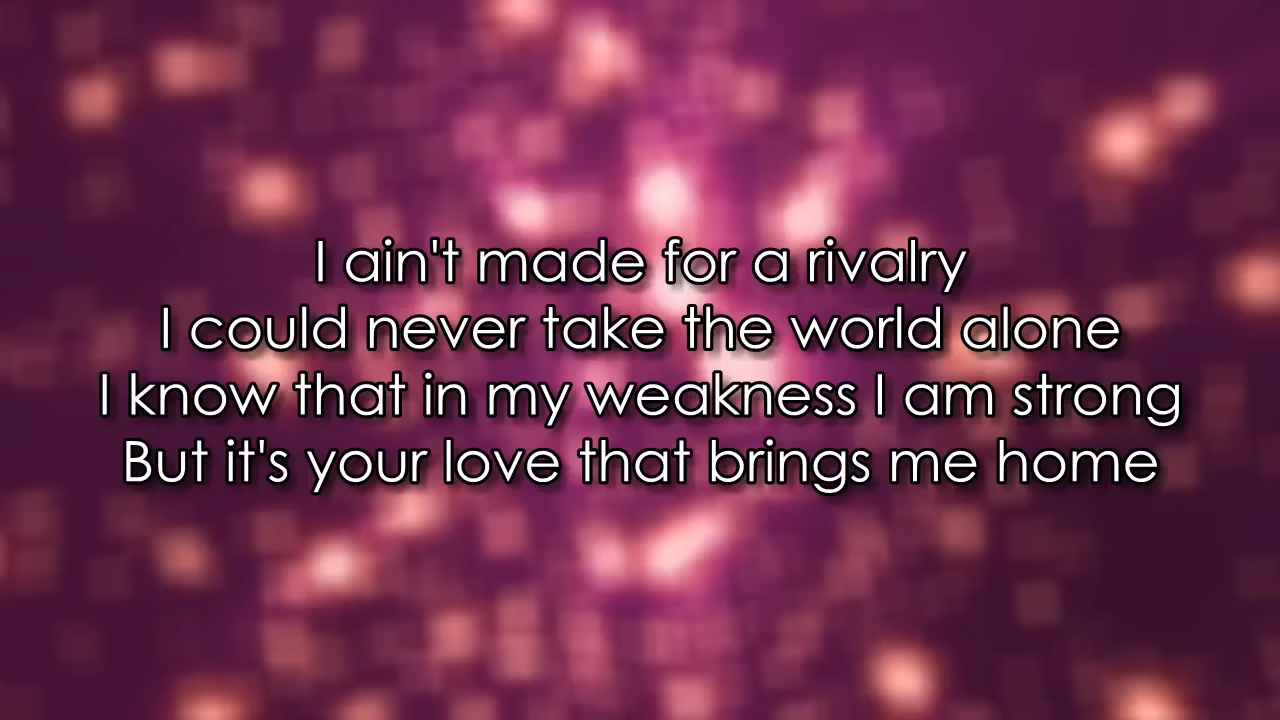 I ain't made for a rivalry
I could never take the world alone
I know that in my weakness I am strong
But it's your love that brings me home